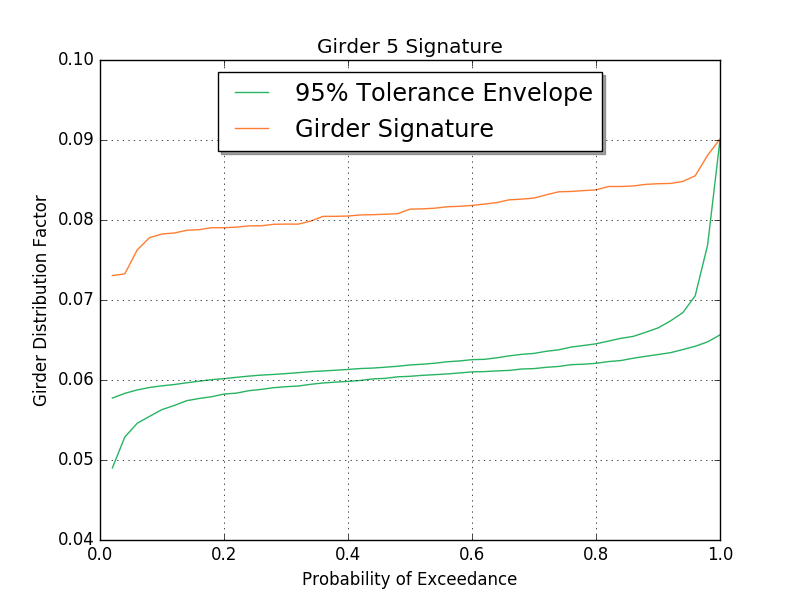 Girder 5 Signature
95% Tolerance Envelope
Girder Signature
Girder Distribution Factor
0.10
0.09
0.08
0.07
0.06
0.05
0.04
0.0 0.2 0.4 0.6 0.8 1.0
Probability of Exceedance